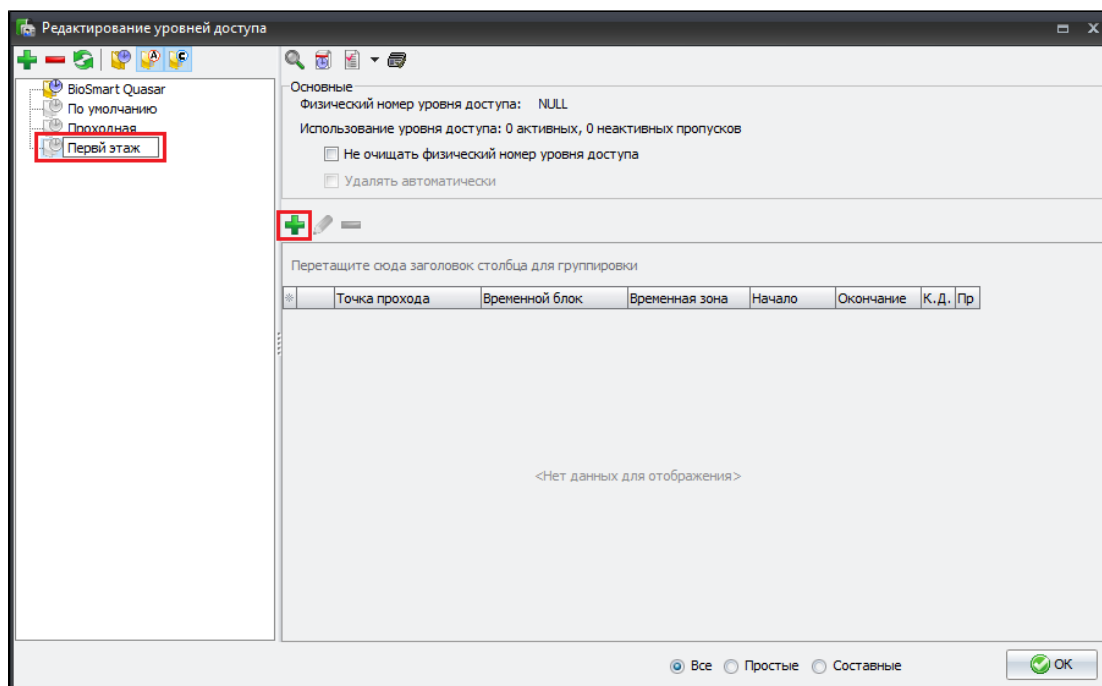 Редактирование уровней доступа
BioSmart Quasar
По умолчанию
Проходная
Первй этаж
Основные
Физический номер уровня доступа: NULL
Использование уровня доступа: 0 активных, 0 неактивных пропусков
Не очищать физический номер уровня доступа
Удалять автоматически
Перетащите сюда заголовок столбца для группировки
Точка прохода Временной блок Временная зона Начало Окончание К.Д. Пр
<Нет данных для отображения>
Все Простые Составные OK